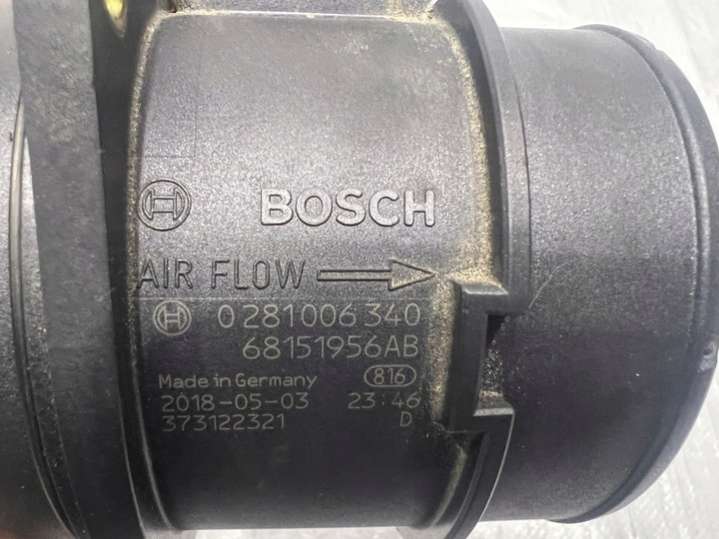 BOSCH
AIR FLOW
0 281 006 340
68151956AB
Made in Germany 816
2018-05-03 23:46
373122321 D